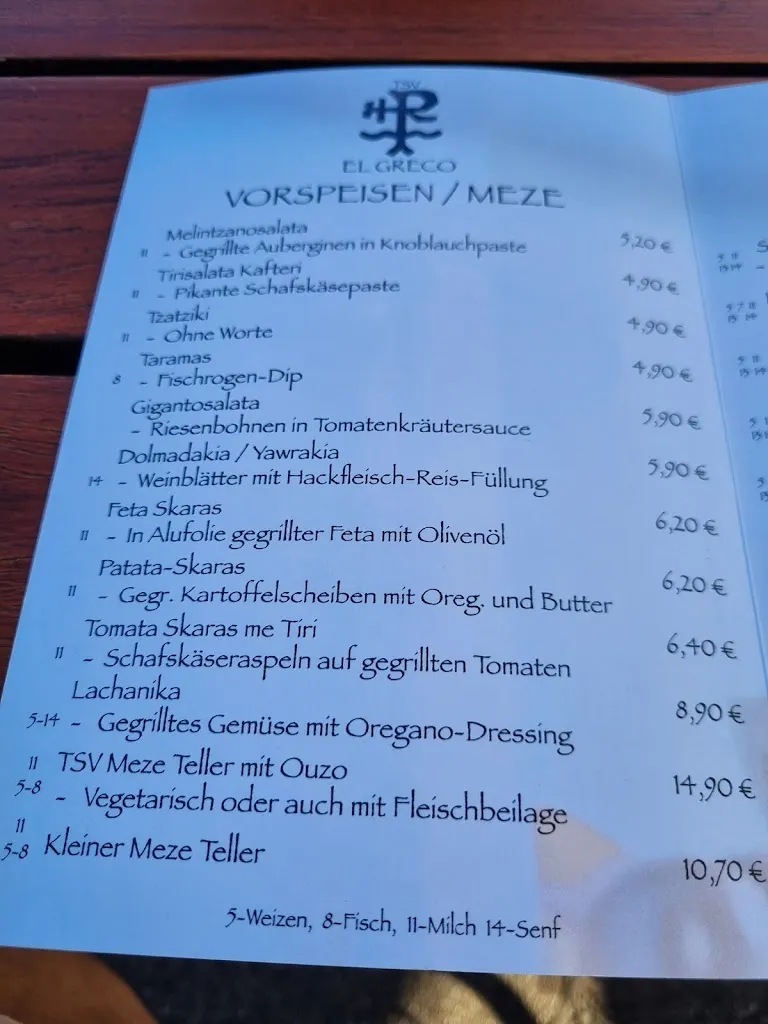 TSV
EL GRECO
VORSPEISEN / MEZE
Melintzanosalata
11 - Gegrillte Auberginen in Knoblauchpaste 5,20 €
Tirisalata Kafteri
11 - Pikante Schafskäsepaste 4,90 €
Tzatziki
11 - Ohne Worte 4,90 €
Taramas
8 - Fischrogen-Dip 4,90 €
Gigantosalata
- Riesenbohnen in Tomatenkräutersauce 5,90 €
Dolmadakia / Yawrakia
14 - Weinblätter mit Hackfleisch-Reis-Füllung 5,90 €
Feta Skaras
11 - In Alufolie gegrillter Feta mit Olivenöl 6,20 €
Patata-Skaras
11 - Gegr. Kartoffelscheiben mit Oreg. und Butter 6,20 €
Tomata Skaras me Tiri
11 - Schafskäseraspeln auf gegrillten Tomaten 6,40 €
Lachanika
5-14 - Gegrilltes Gemüse mit Oregano-Dressing 8,90 €
11 TSV Meze Teller mit Ouzo
5-8 - Vegetarisch oder auch mit Fleischbeilage 14,90 €
11
5-8 Kleiner Meze Teller 10,70 €
5-Weizen, 8-Fisch, 11-Milch 14-Senf